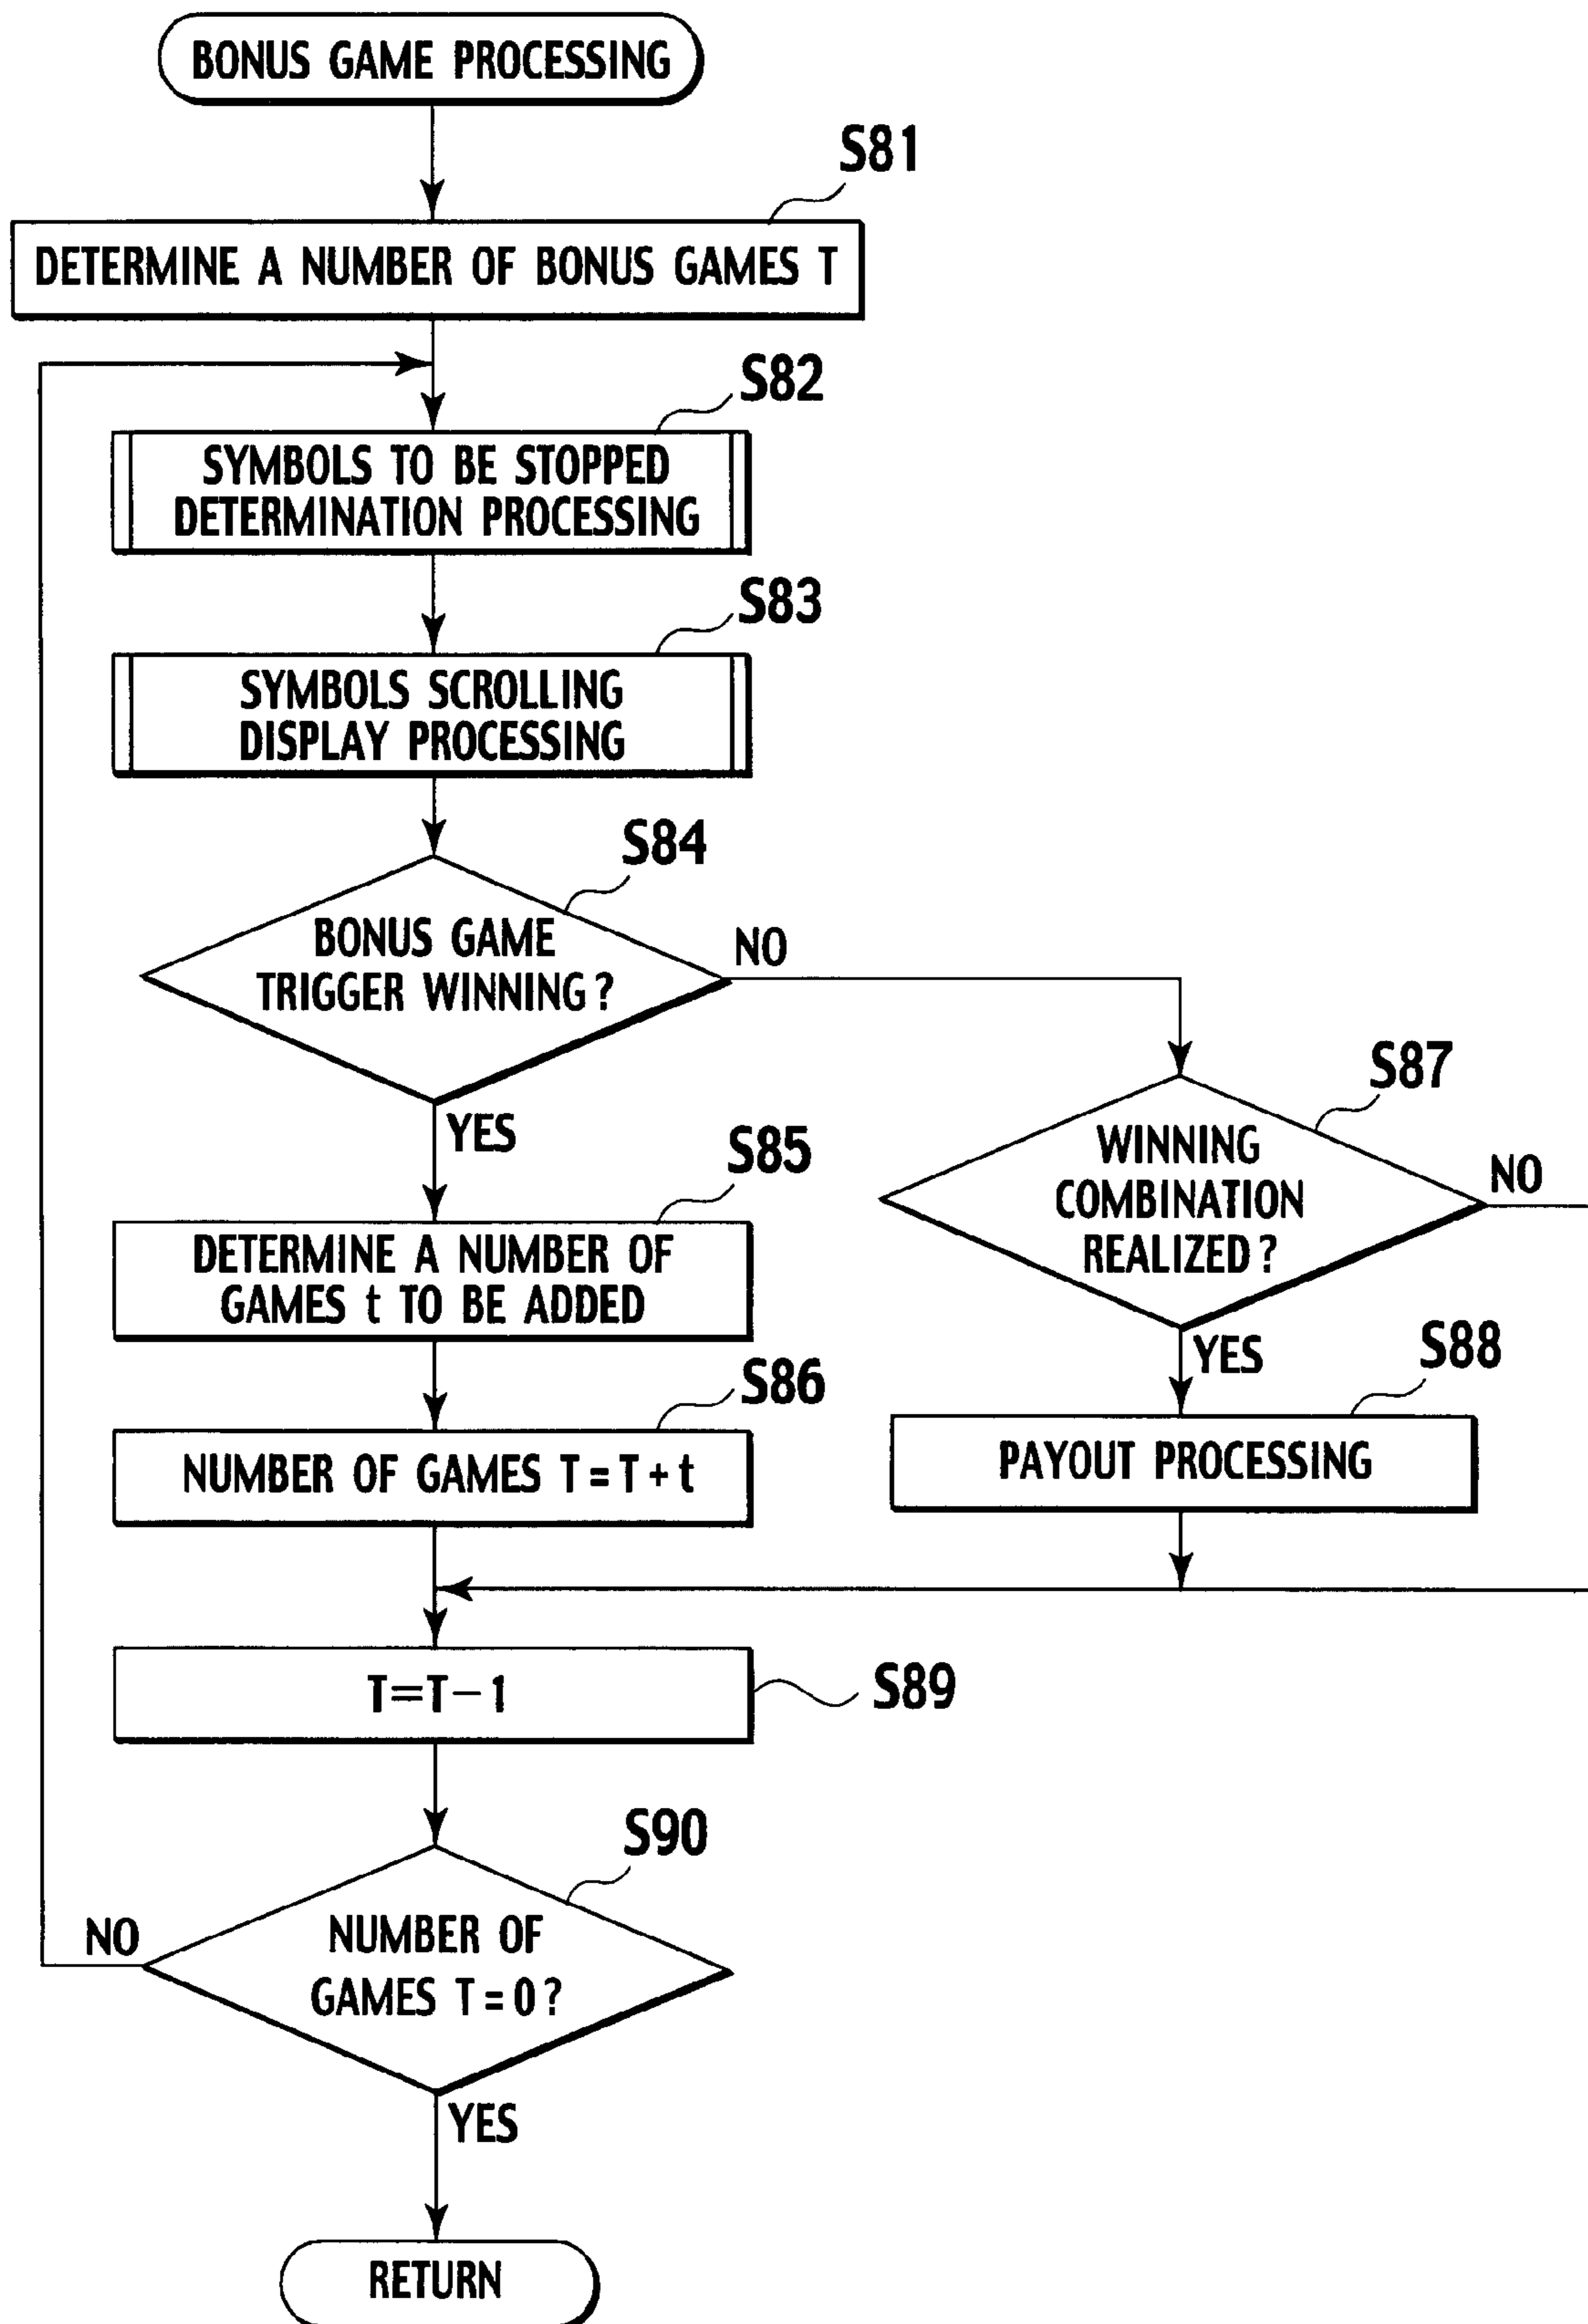 BONUS GAME PROCESSING
S81
DETERMINE A NUMBER OF BONUS GAMES T
S82
SYMBOLS TO BE STOPPED
DETERMINATION PROCESSING
S83
SYMBOLS SCROLLING
DISPLAY PROCESSING
S84
BONUS GAME
TRIGGER WINNING?
NO
YES
S87
WINNING
COMBINATION
REALIZED?
NO
YES
S85
DETERMINE A NUMBER OF
GAMES t TO BE ADDED
S86
NUMBER OF GAMES T=T+t
S88
PAYOUT PROCESSING
T=T-1
S89
S90
NUMBER OF
GAMES T=0?
NO
YES
RETURN